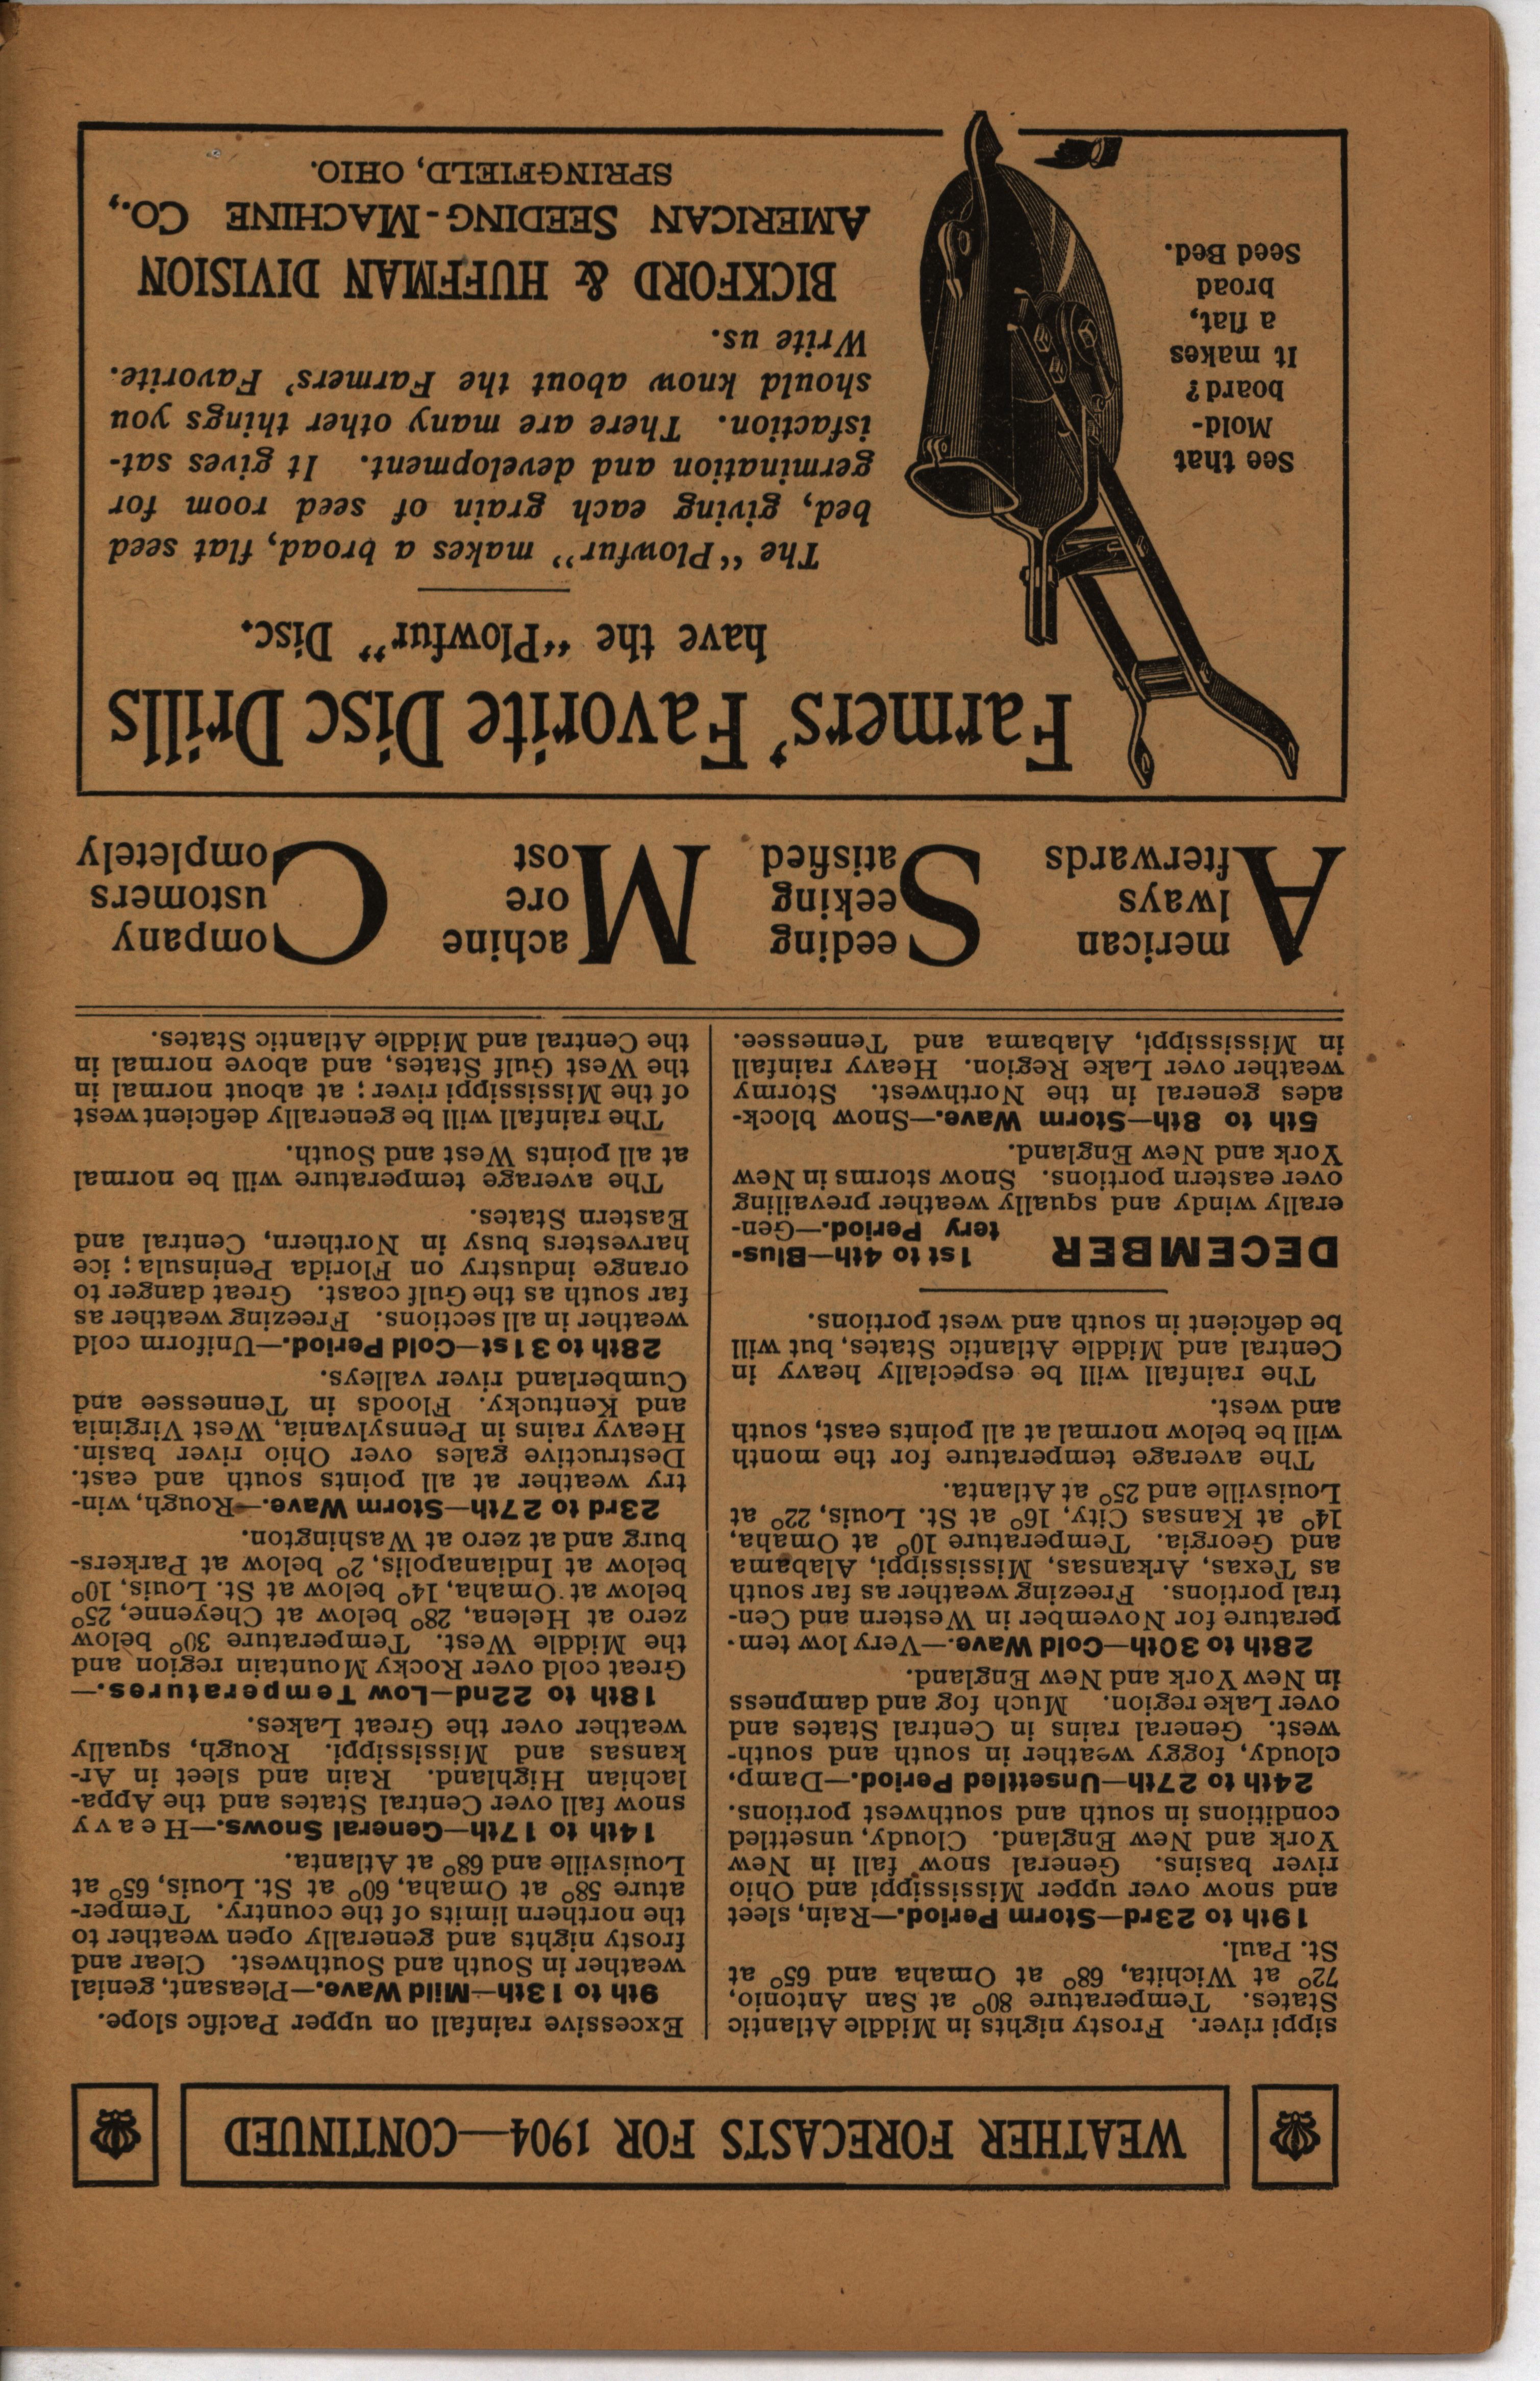 WEATHER FORECASTS FOR 1904—CONTINUED
sippi river. Frosty nights in Middle Atlantic
States. Temperature 80° at San Antonio,
72° at Wichita, 68° at Omaha and 65° at
St. Paul.
19th to 23rd—Storm Period.—Rain, sleet
and snow over upper Mississippi and Ohio
river basins. General snow fall in New
York and New England. Cloudy, unsettled
conditions in south and southwest portions.
24th to 27th—Unsettled Period.—Damp,
cloudy, foggy weather in south and south-
west. General rains in Central States and
over Lake region. Much fog and dampness
in New York and New England.
28th to 30th—Cold Wave.—Very low tem-
perature for November in Western and Cen-
tral portions. Freezing weather as far south
as Texas, Arkansas, Mississippi, Alabama
and Georgia. Temperature 10° at Omaha,
14° at Kansas City, 16° at St. Louis, 22° at
Louisville and 25° at Atlanta.
The average temperature for the month
will be below normal at all points east, south
and west.
The rainfall will be especially heavy in
Central and Middle Atlantic States, but will
be deficient in south and west portions.
DECEMBER 1st to 4th—Blus-
tery Period.—Gen-
erally windy and squally weather prevailing
over eastern portions. Snow storms in New
York and New England.
5th to 8th—Storm Wave.—Snow block-
ades general in the Northwest. Stormy
weather over Lake Region. Heavy rainfall
in Mississippi, Alabama and Tennessee.
Excessive rainfall on upper Pacific slope.
9th to 13th—Mild Wave.—Pleasant, genial
weather in South and Southwest. Clear and
frosty nights and generally open weather to
the northern limits of the country. Temper-
ature 58° at Omaha, 60° at St. Louis, 65° at
Louisville and 68° at Atlanta.
14th to 17th—General Snows.—Heavy
snow fall over Central States and the Appa-
lachian Highland. Rain and sleet in Ar-
kansas and Mississippi. Rough, squally
weather over the Great Lakes.
18th to 22nd—Low Temperatures.—
Great cold over Rocky Mountain region and
the Middle West. Temperature 30° below
zero at Helena, 28° below at Cheyenne, 25°
below at Omaha, 14° below at St. Louis, 10°
below at Indianapolis, 2° below at Parkers-
burg and at zero at Washington.
23rd to 27th—Storm Wave.—Rough, win-
try weather at all points south and east.
Destructive gales over Ohio river basin.
Heavy rains in Pennsylvania, West Virginia
and Kentucky. Floods in Tennessee and
Cumberland river valleys.
28th to 31st—Cold Period.—Uniform cold
weather in all sections. Freezing weather as
far south as the Gulf coast. Great danger to
orange industry on Florida Peninsula; ice
harvesters busy in Northern, Central and
Eastern States.
The average temperature will be normal
at all points West and South.
The rainfall will be generally deficient west
of the Mississippi river; at about normal in
the West Gulf States, and above normal in
the Central and Middle Atlantic States.
American Seeding Machine Company
lways eeking ore ustomers
fterwards atisfied ost ompletely
Farmers' Favorite Disc Drills
have the "Plowfur" Disc.
The "Plowfur" makes a broad, flat seed
bed, giving each grain of seed room for
germination and development. It gives sat-
isfaction. There are many other things you
should know about the Farmers' Favorite.
Write us.
BICKFORD & HUFFMAN DIVISION
AMERICAN SEEDING-MACHINE CO.,
SPRINGFIELD, OHIO.
See that
Mold-
board?
It makes
a flat,
broad
Seed Bed.